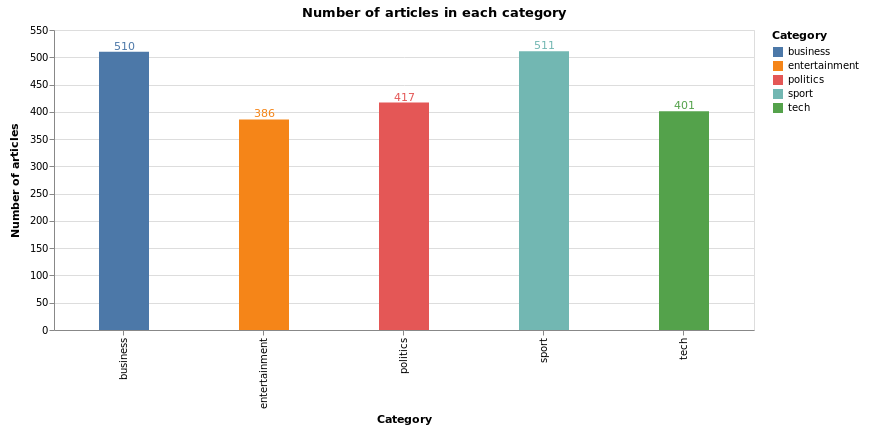 Number of articles in each category
Number of articles
550
500
450
400
350
300
250
200
150
100
50
0
510
386
417
511
401
business
entertainment
politics
sport
tech
Category
Category
business
entertainment
politics
sport
tech